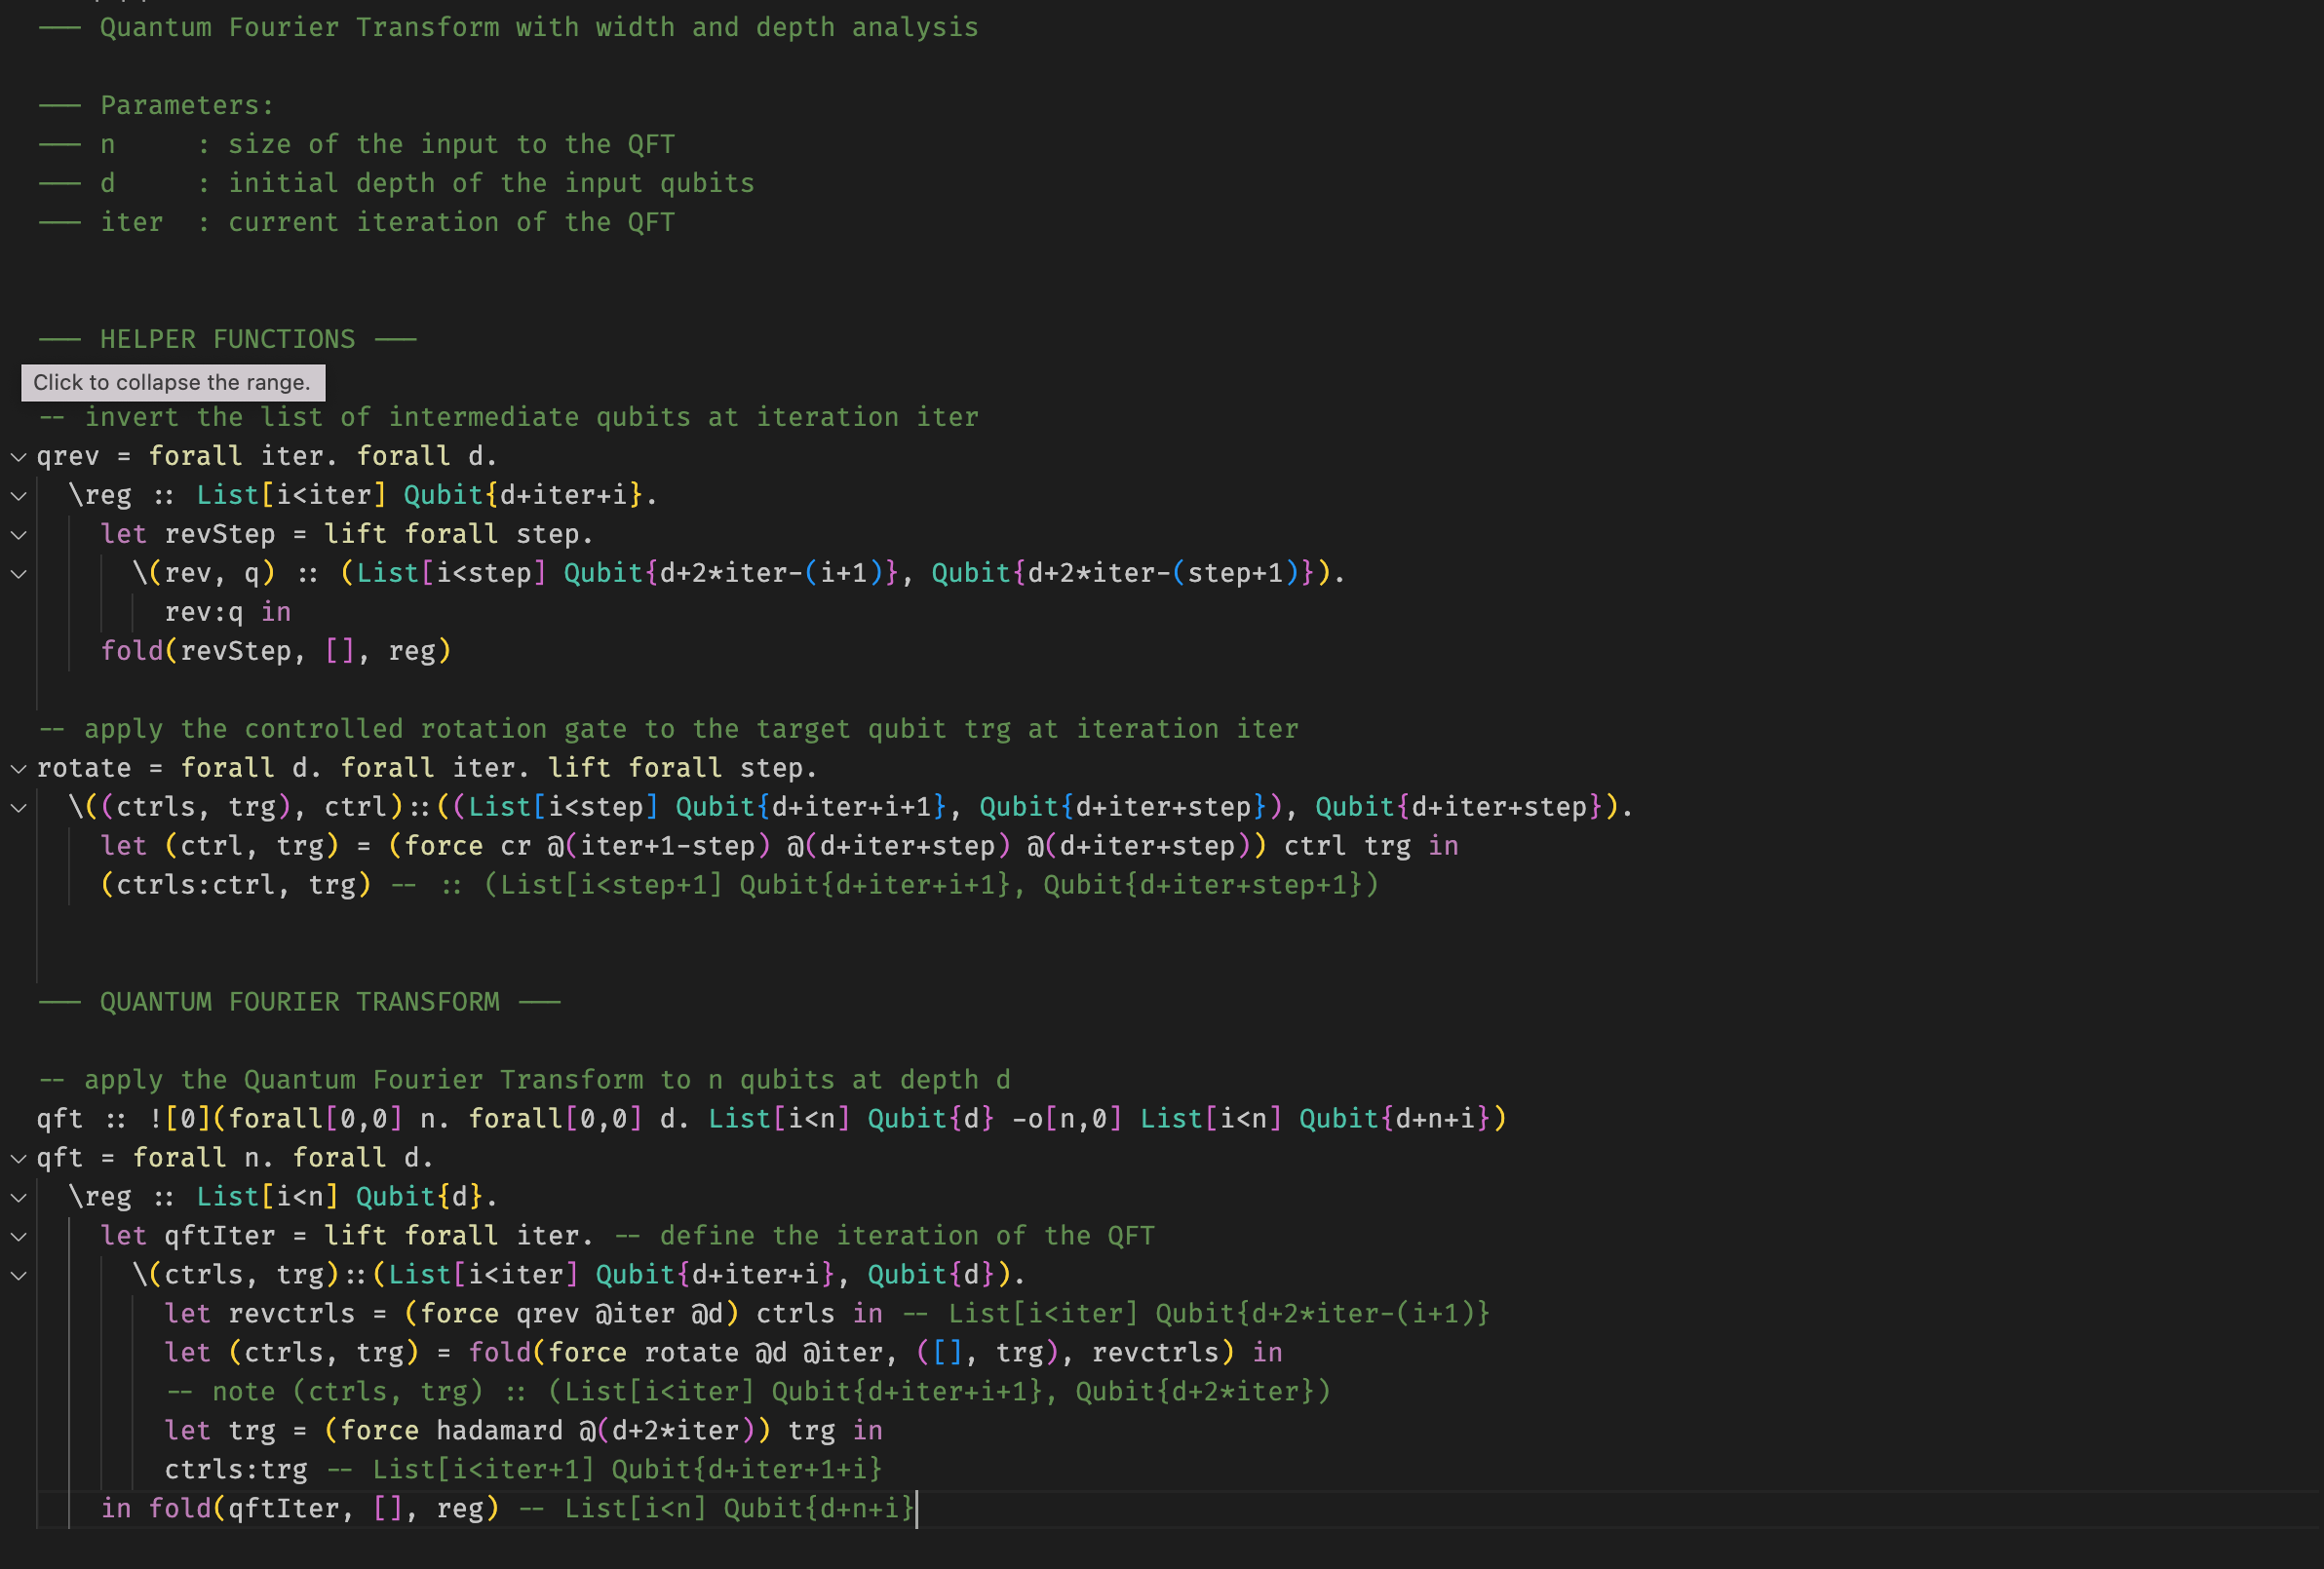 --- Quantum Fourier Transform with width and depth analysis
--- Parameters:
--- n     : size of the input to the QFT
--- d     : initial depth of the input qubits
--- iter  : current iteration of the QFT
--- HELPER FUNCTIONS ---
Click to collapse the range.
-- invert the list of intermediate qubits at iteration iter
qrev = forall iter. forall d.
  \reg :: List[i<iter] Qubit{d+iter+i}.
    let revStep = lift forall step.
      \(rev, q) :: (List[i<step] Qubit{d+2*iter-(i+1)}, Qubit{d+2*iter-(step+1)}).
        rev:q in
    fold(revStep, [], reg)
-- apply the controlled rotation gate to the target qubit trg at iteration iter
rotate = forall d. forall iter. lift forall step.
  \((ctrls, trg), ctrl)::((List[i<step] Qubit{d+iter+i+1}, Qubit{d+iter+step}), Qubit{d+iter+step}).
    let (ctrl, trg) = (force cr @(iter+1-step) @(d+iter+step) @(d+iter+step)) ctrl trg in
    (ctrls:ctrl, trg) -- :: (List[i<step+1] Qubit{d+iter+i+1}, Qubit{d+iter+step+1})
--- QUANTUM FOURIER TRANSFORM ---
-- apply the Quantum Fourier Transform to n qubits at depth d
qft :: ![0](forall[0,0] n. forall[0,0] d. List[i<n] Qubit{d} -o[n,0] List[i<n] Qubit{d+n+i})
qft = forall n. forall d.
  \reg :: List[i<n] Qubit{d}.
    let qftIter = lift forall iter. -- define the iteration of the QFT
      \(ctrls, trg)::(List[i<iter] Qubit{d+iter+i}, Qubit{d}).
        let revctrls = (force qrev @iter @d) ctrls in -- List[i<iter] Qubit{d+2*iter-(i+1)}
        let (ctrls, trg) = fold(force rotate @d @iter, ([], trg), revctrls) in
        -- note (ctrls, trg) :: (List[i<iter] Qubit{d+iter+i+1}, Qubit{d+2*iter})
        let trg = (force hadamard @(d+2*iter)) trg in
        ctrls:trg -- List[i<iter+1] Qubit{d+iter+1+i}
    in fold(qftIter, [], reg) -- List[i<n] Qubit{d+n+i}